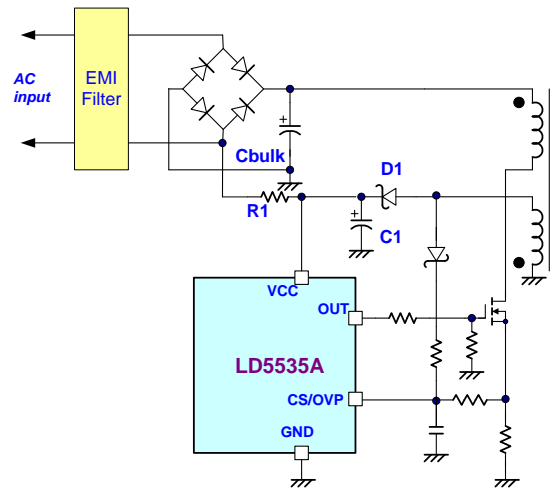 AC
input
EMI
Filter
+
Cbulk
D1
R1
+
C1
VCC
OUT
LD5535A
CS/OVP
GND